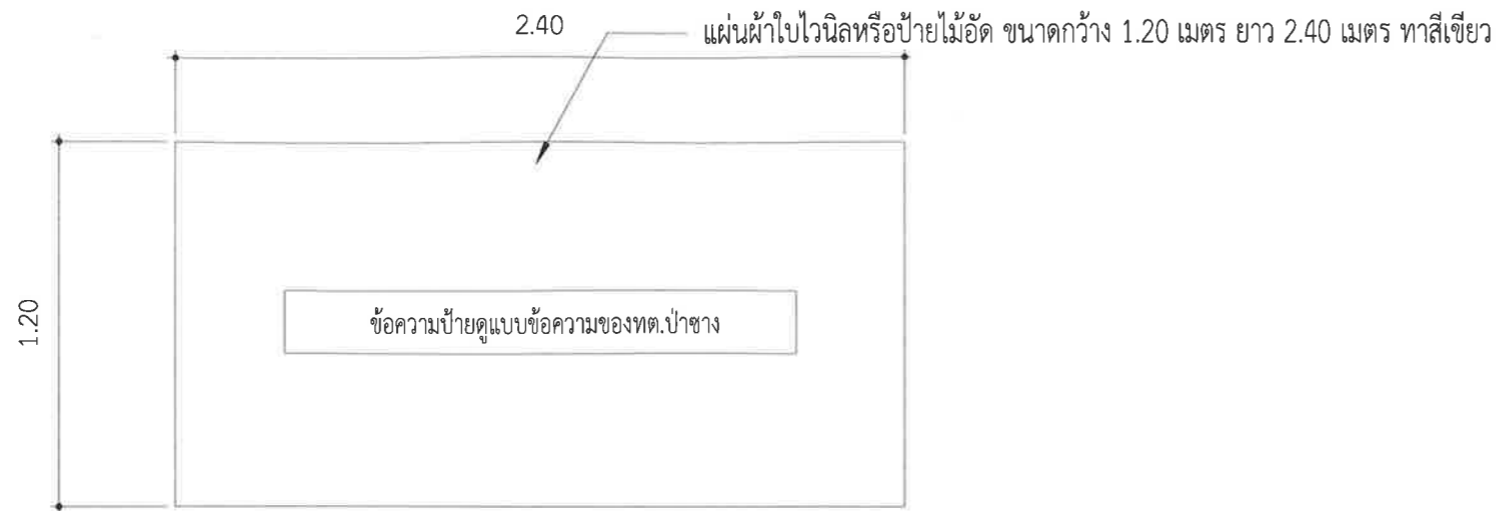 2.40
แผ่นผ้าใบไวนิลหรือป้ายไม้อัด ขนาดกว้าง 1.20 เมตร ยาว 2.40 เมตร ทาสีเขียว
1.20
ข้อความป้ายดูแบบข้อความของทต.ป่าซาง